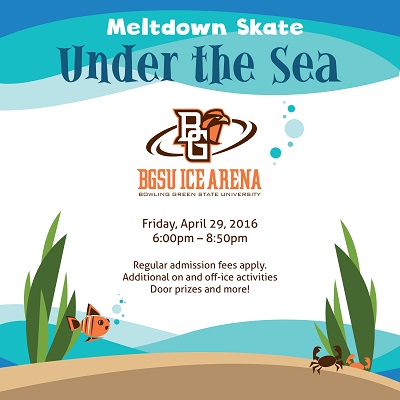 Meltdown Skate
Under the Sea
BG
BGSU ICE ARENA
BOWLING GREEN STATE UNIVERSITY
Friday, April 29, 2016
6:00pm – 8:50pm
Regular admission fees apply.
Additional on and off-ice activities
Door prizes and more!